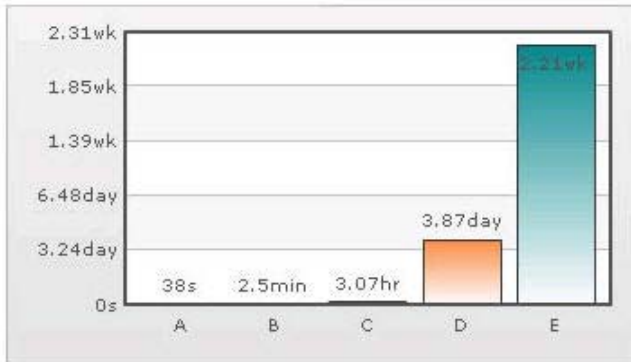 2.31wk
1.85wk
1.39wk
6.48day
3.24day
0s
38s
2.5min
3.07hr
3.87day
2.21wk
A B C D E